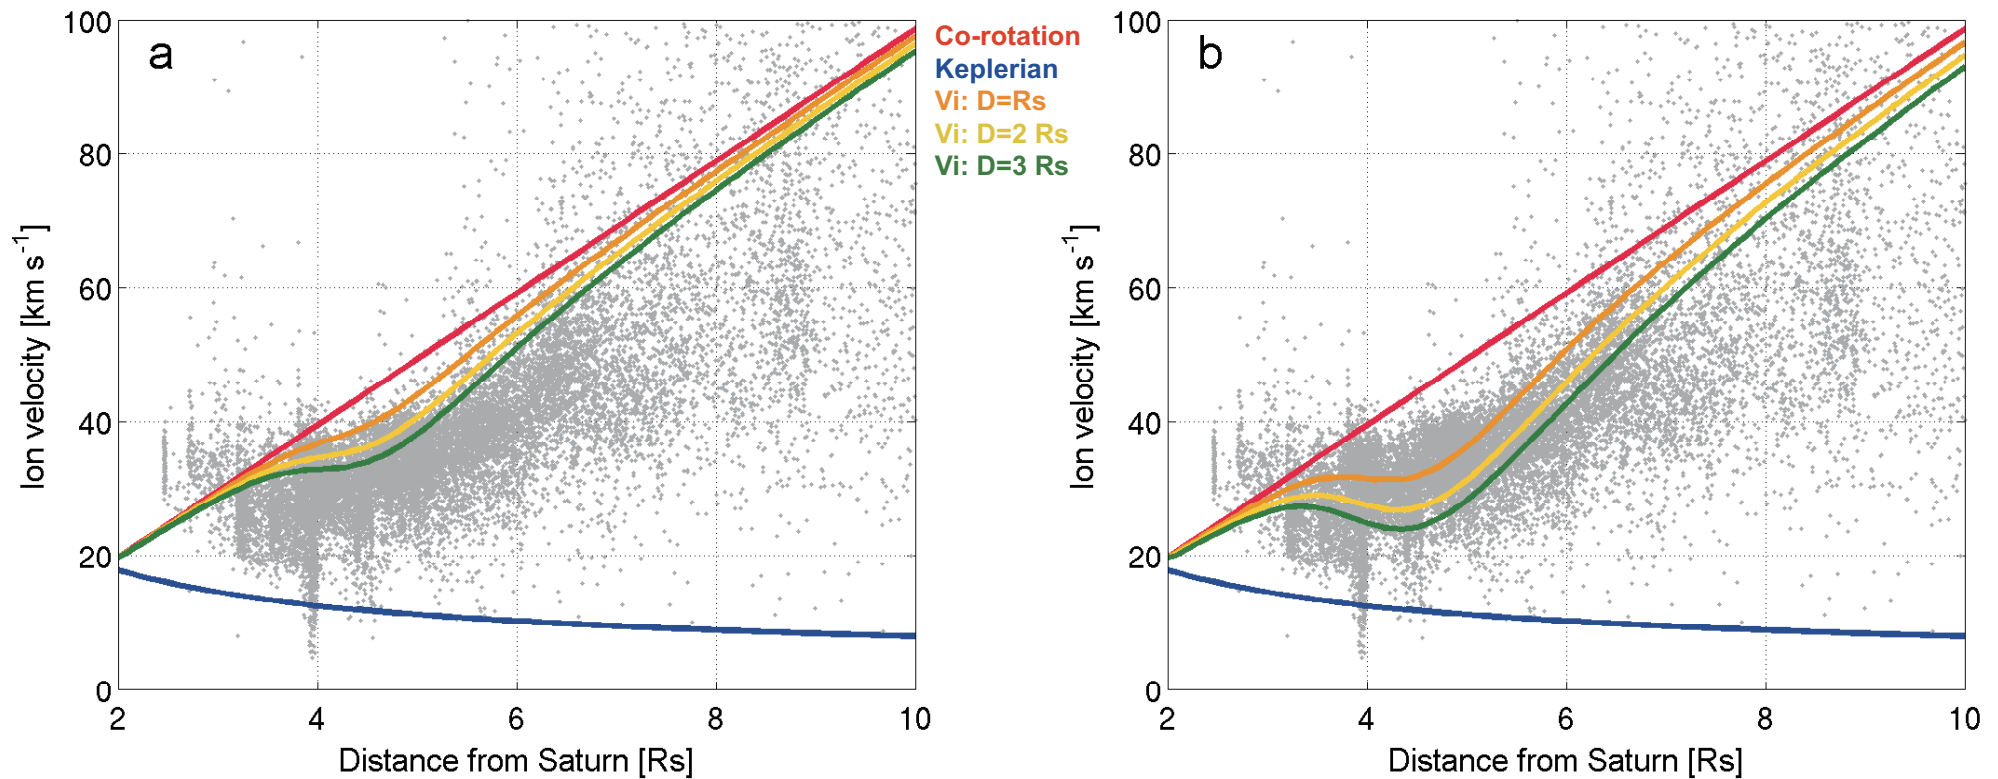 a
100
80
60
40
20
0
2 4 6 8 10
Ion velocity [km s-1]
Distance from Saturn [Rs]
Co-rotation
Keplerian
Vi: D=Rs
Vi: D=2 Rs
Vi: D=3 Rs
b
100
80
60
40
20
0
2 4 6 8 10
Ion velocity [km s-1]
Distance from Saturn [Rs]